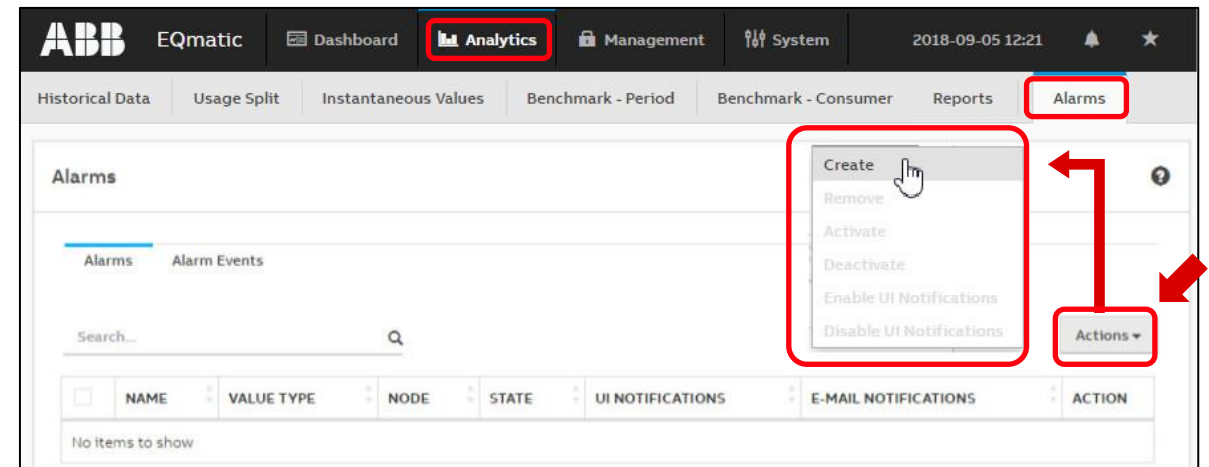 ABB EQmatic Dashboard Analytics Management System 2018-09-05 12:21
Historical Data Usage Split Instantaneous Values Benchmark - Period Benchmark - Consumer Reports Alarms
Alarms
Create
Remove
Activate
Alarms Alarm Events
Deactivate
Enable UI Notifications
Search...
Disable UI Notifications
Actions
NAME VALUE TYPE NODE STATE UI NOTIFICATIONS E-MAIL NOTIFICATIONS ACTION
No items to show